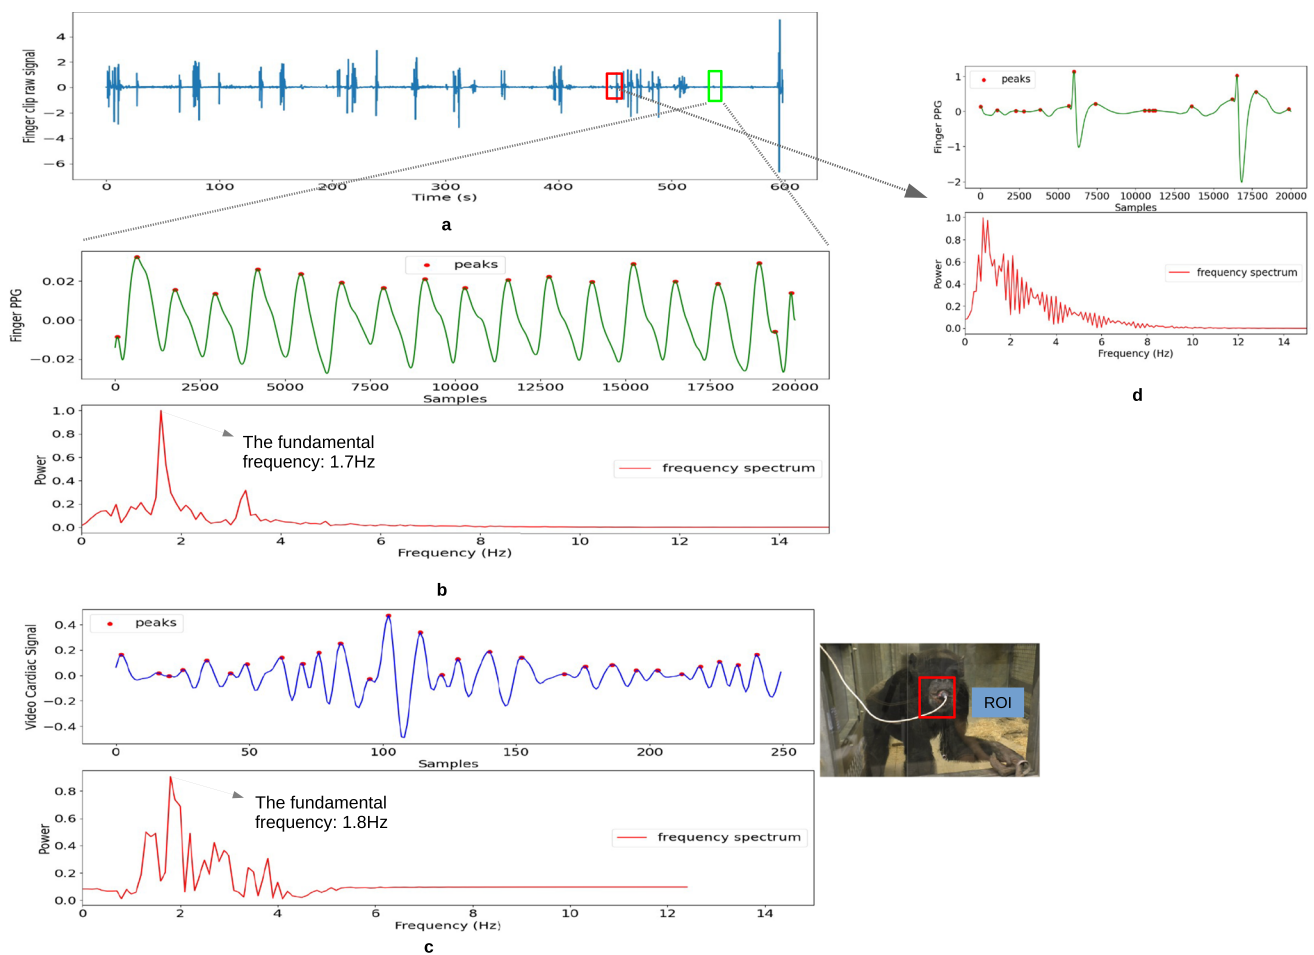 Finger clip raw signal
4
2
0
−2
−4
−6
0 100 200 300 400 500 600
Time (s)
a
Finger PPG
0.02
0.00
−0.02
peaks
0 2500 5000 7500 10000 12500 15000 17500 20000
Samples
Power
1.0
0.8
0.6
0.4
0.2
0.0
The fundamental
frequency: 1.7Hz
frequency spectrum
0 2 4 6 8 10 12 14
Frequency (Hz)
b
Video Cardiac Signal
0.4
0.2
0.0
−0.2
−0.4
peaks
0 50 100 150 200 250
Samples
ROI
Power
0.8
0.6
0.4
0.2
0.0
The fundamental
frequency: 1.8Hz
frequency spectrum
0 2 4 6 8 10 12 14
Frequency (Hz)
c
Finger PPG
1
0
−1
−2
peaks
0 2500 5000 7500 10000 12500 15000 17500 20000
Samples
Power
1.0
0.8
0.6
0.4
0.2
0.0
frequency spectrum
0 2 4 6 8 10 12 14
Frequency (Hz)
d